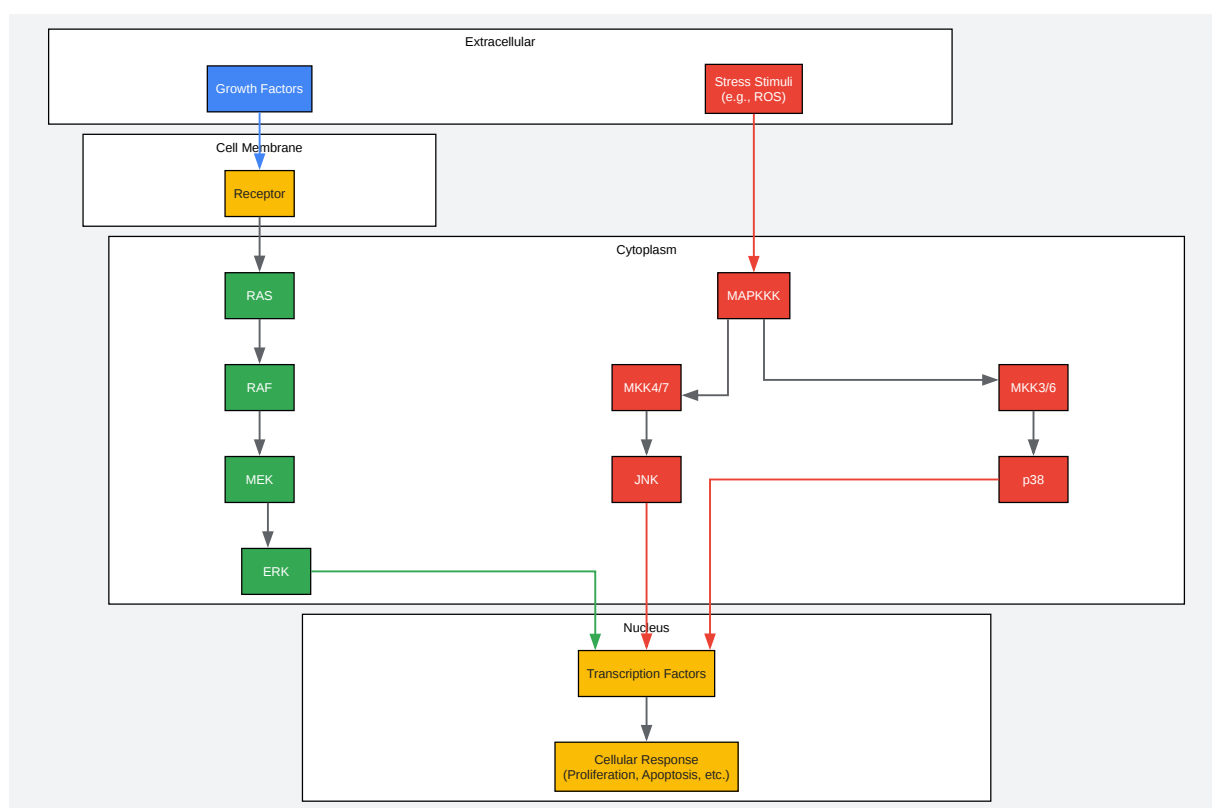 Extracellular
Growth Factors
Stress Stimuli
(e.g., ROS)
Cell Membrane
Receptor
Cytoplasm
RAS
MAPKKK
RAF
MKK4/7
MKK3/6
MEK
JNK
p38
ERK
Nucleus
Transcription Factors
Cellular Response
(Proliferation, Apoptosis, etc.)